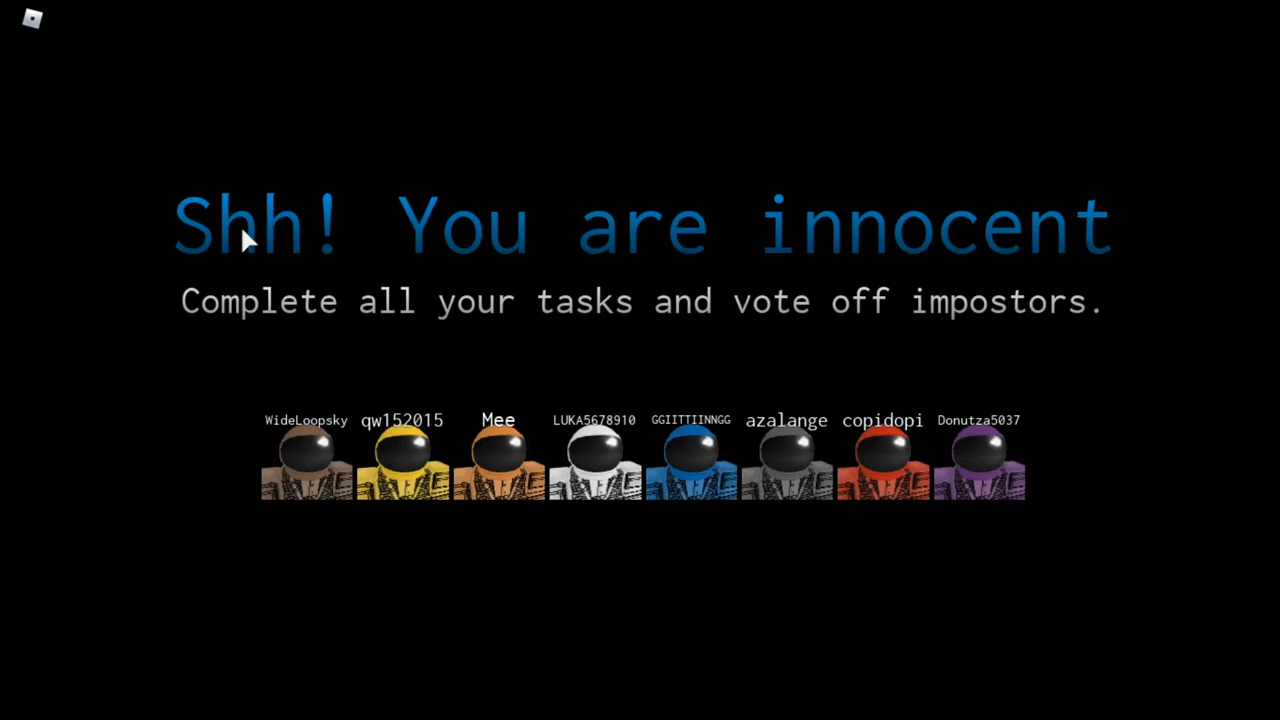 Shh! You are innocent
Complete all your tasks and vote off impostors.
WideLoopsky qw152015 Mee LUKA5678910 GGIITTIINNGG azalange copidopi Donutza5037